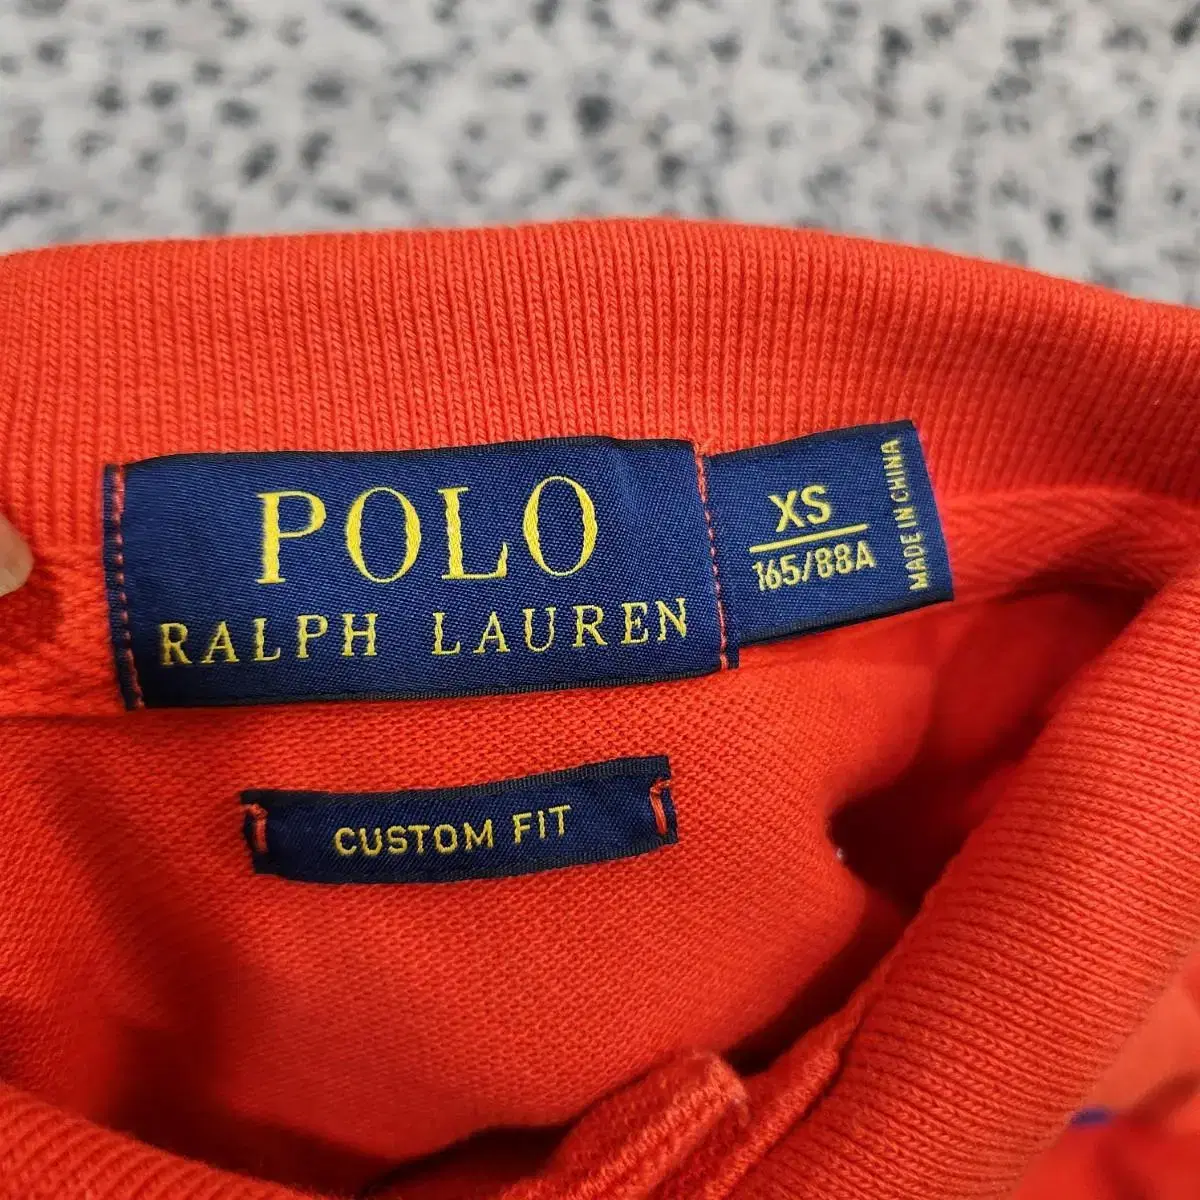 POLO
RALPH LAUREN
XS
165/88A
MADE IN CHINA
CUSTOM FIT